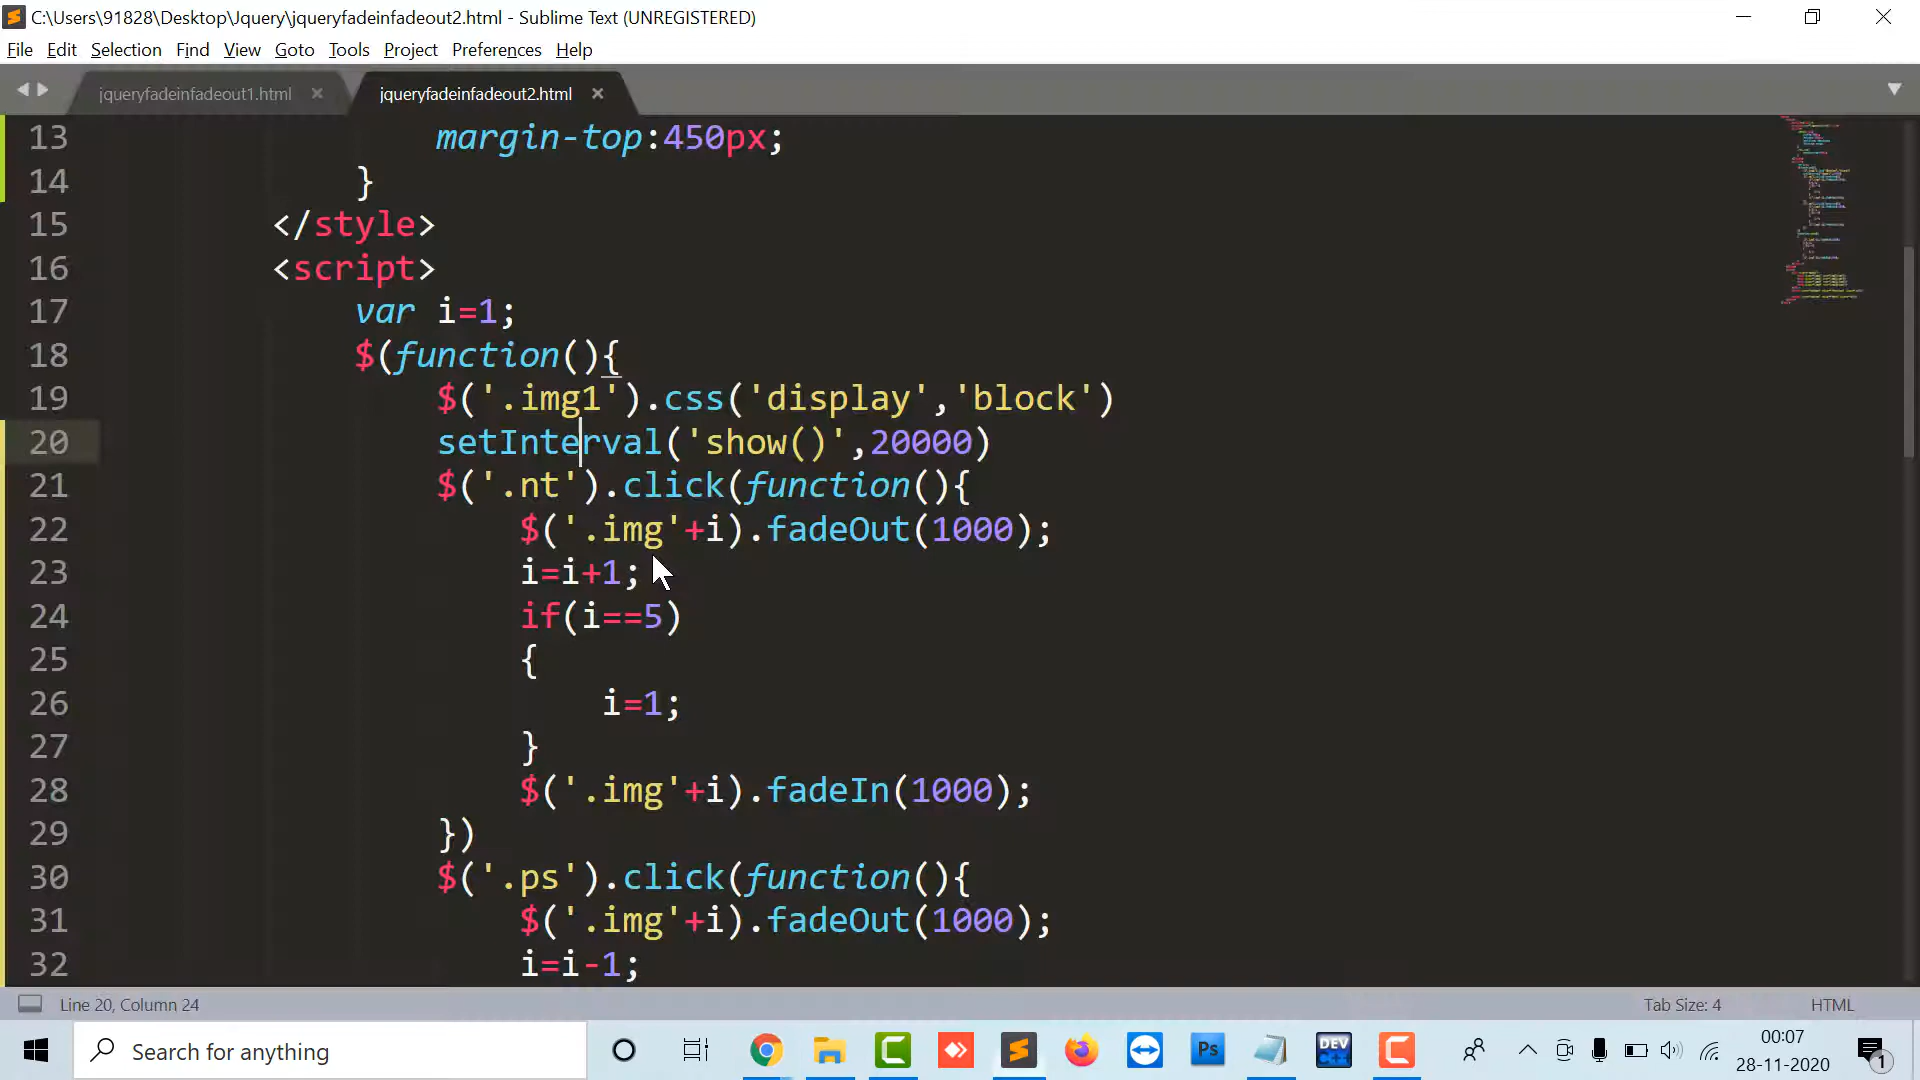 C:\Users\91828\Desktop\Jquery\jqueryfadeinfadeout2.html - Sublime Text (UNREGISTERED)
File Edit Selection Find View Goto Tools Project Preferences Help
jqueryfadeinfadeout1.html × jqueryfadeinfadeout2.html ×
13 margin-top:450px;
14 }
15 </style>
16 <script>
17 var i=1;
18 $(function(){
19 $('.img1').css('display','block')
20 setInterval('show()',20000)
21 $('.nt').click(function(){
22 $('.img'+i).fadeOut(1000);
23 i=i+1;
24 if(i==5)
25 {
26 i=1;
27 }
28 $('.img'+i).fadeIn(1000);
29 })
30 $('.ps').click(function(){
31 $('.img'+i).fadeOut(1000);
32 i=i-1;
Line 20, Column 24 Tab Size: 4 HTML
Search for anything
Ps
DEV C++
00:07
28-11-2020
1